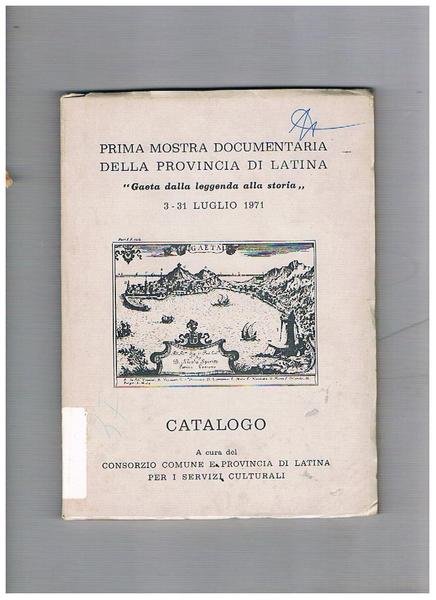 PRIMA MOSTRA DOCUMENTARIA
DELLA PROVINCIA DI LATINA
"Gaeta dalla leggenda alla storia„
3-31 LUGLIO 1971
GAETA
CATALOGO
A cura del
CONSORZIO COMUNE E PROVINCIA DI LATINA
PER I SERVIZI CULTURALI